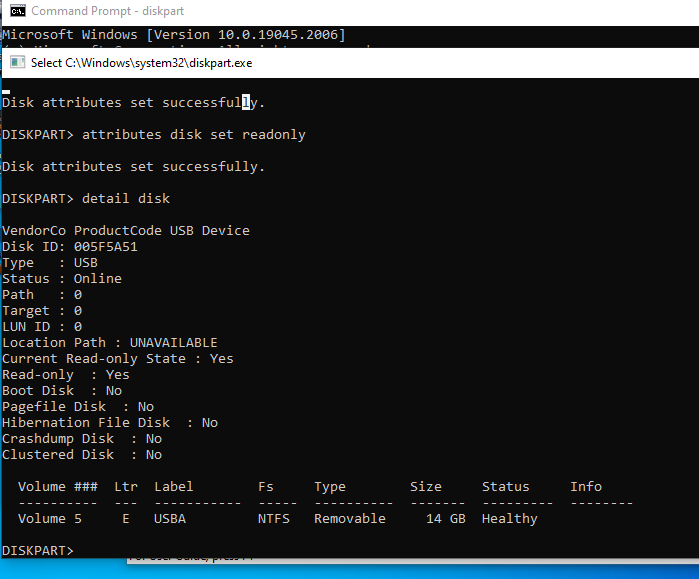 Command Prompt - diskpart
Microsoft Windows [Version 10.0.19045.2006]
Select C:\Windows\system32\diskpart.exe
Disk attributes set successfully.
DISKPART> attributes disk set readonly
Disk attributes set successfully.
DISKPART> detail disk
VendorCo ProductCode USB Device
Disk ID: 005F5A51
Type   : USB
Status : Online
Path   : 0
Target : 0
LUN ID : 0
Location Path : UNAVAILABLE
Current Read-only State : Yes
Read-only  : Yes
Boot Disk  : No
Pagefile Disk  : No
Hibernation File Disk  : No
Crashdump Disk  : No
Clustered Disk  : No
Volume ###  Ltr  Label        Fs     Type        Size     Status     Info
----------  ---  -----------  -----  ----------  -------  ---------  --------
Volume 5     E   USBA         NTFS   Removable     14 GB  Healthy
DISKPART>